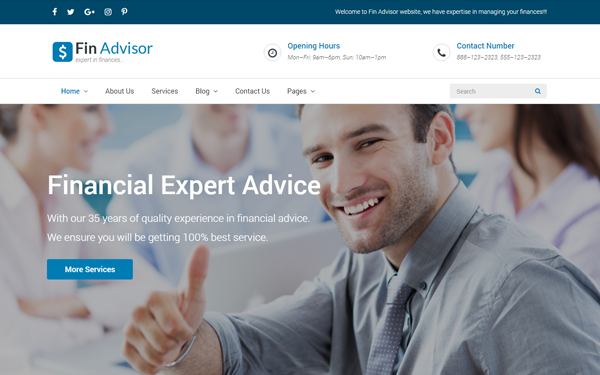 Welcome to Fin Advisor website, we have expertise in managing your finances!!!
$ Fin Advisor
expert in finances...
Opening Hours
Mon–Fri: 9am–6pm, Sun: 10am–1pm
Contact Number
888–123–2323, 555–123–2323
Home About Us Services Blog Contact Us Pages Search
Financial Expert Advice
With our 35 years of quality experience in financial advice.
We ensure you will be getting 100% best service.
More Services